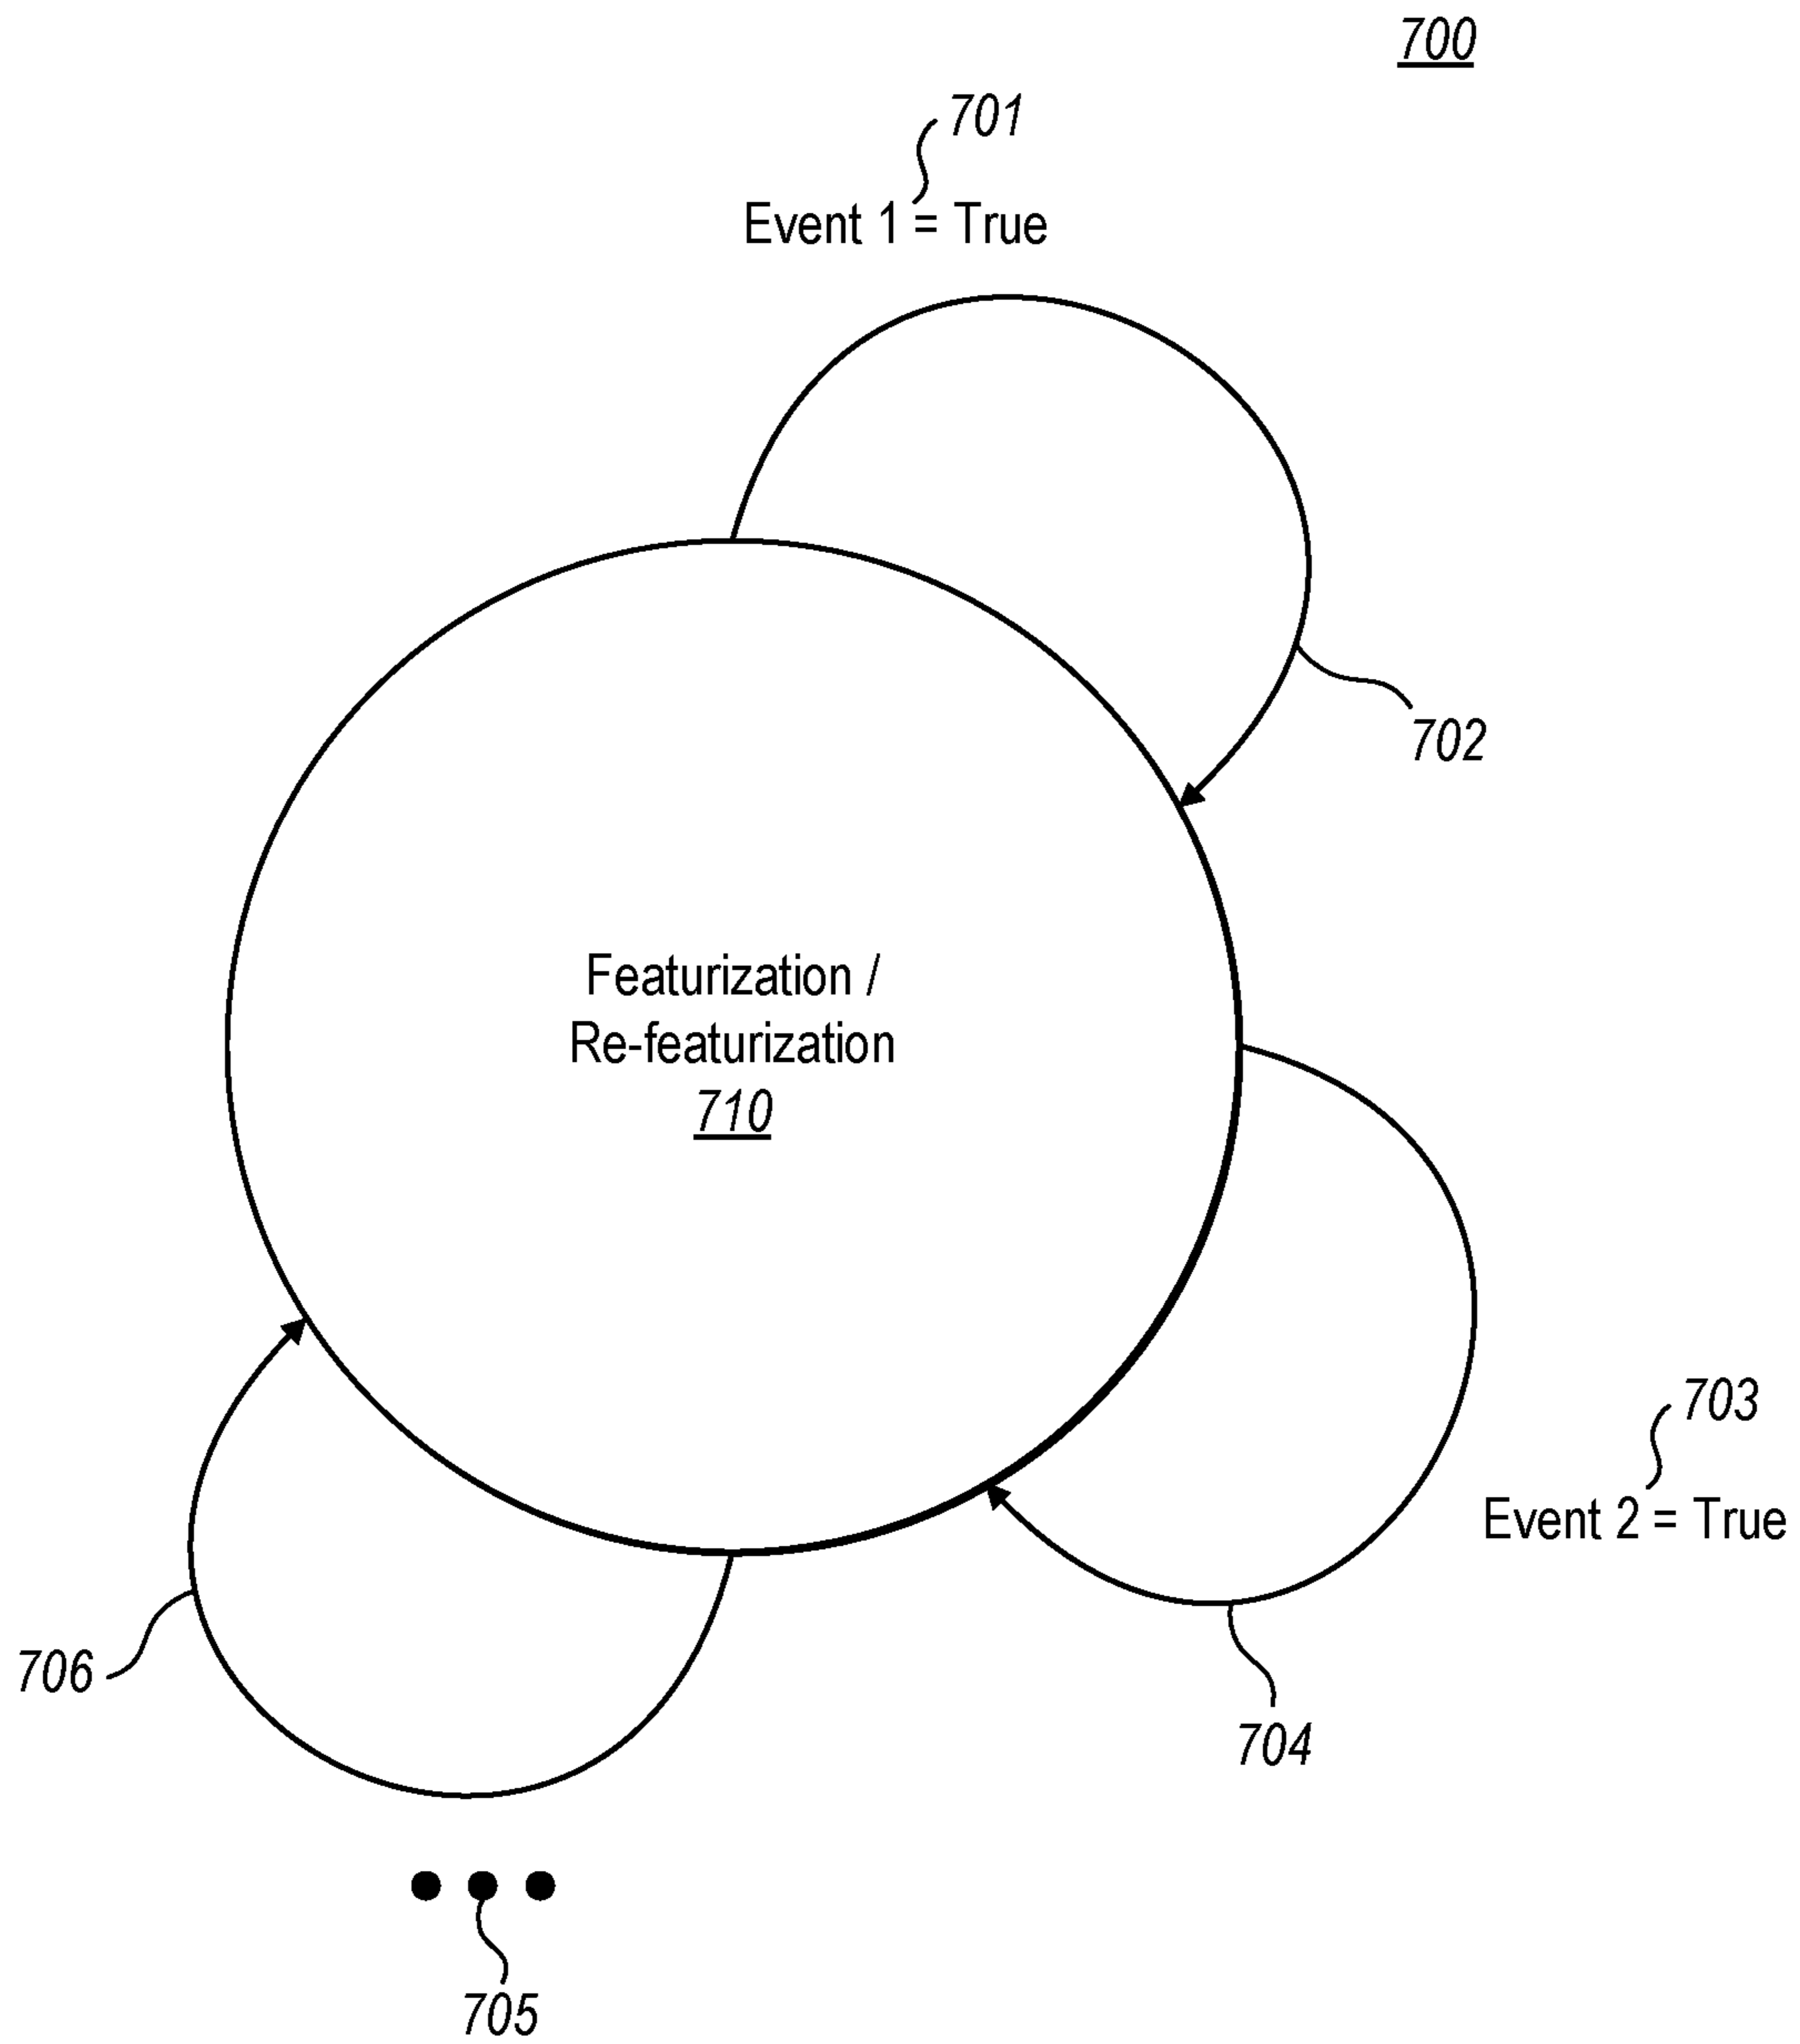 700
701
Event 1 = True
702
Featurization /
Re-featurization
710
703
Event 2 = True
706
704
705